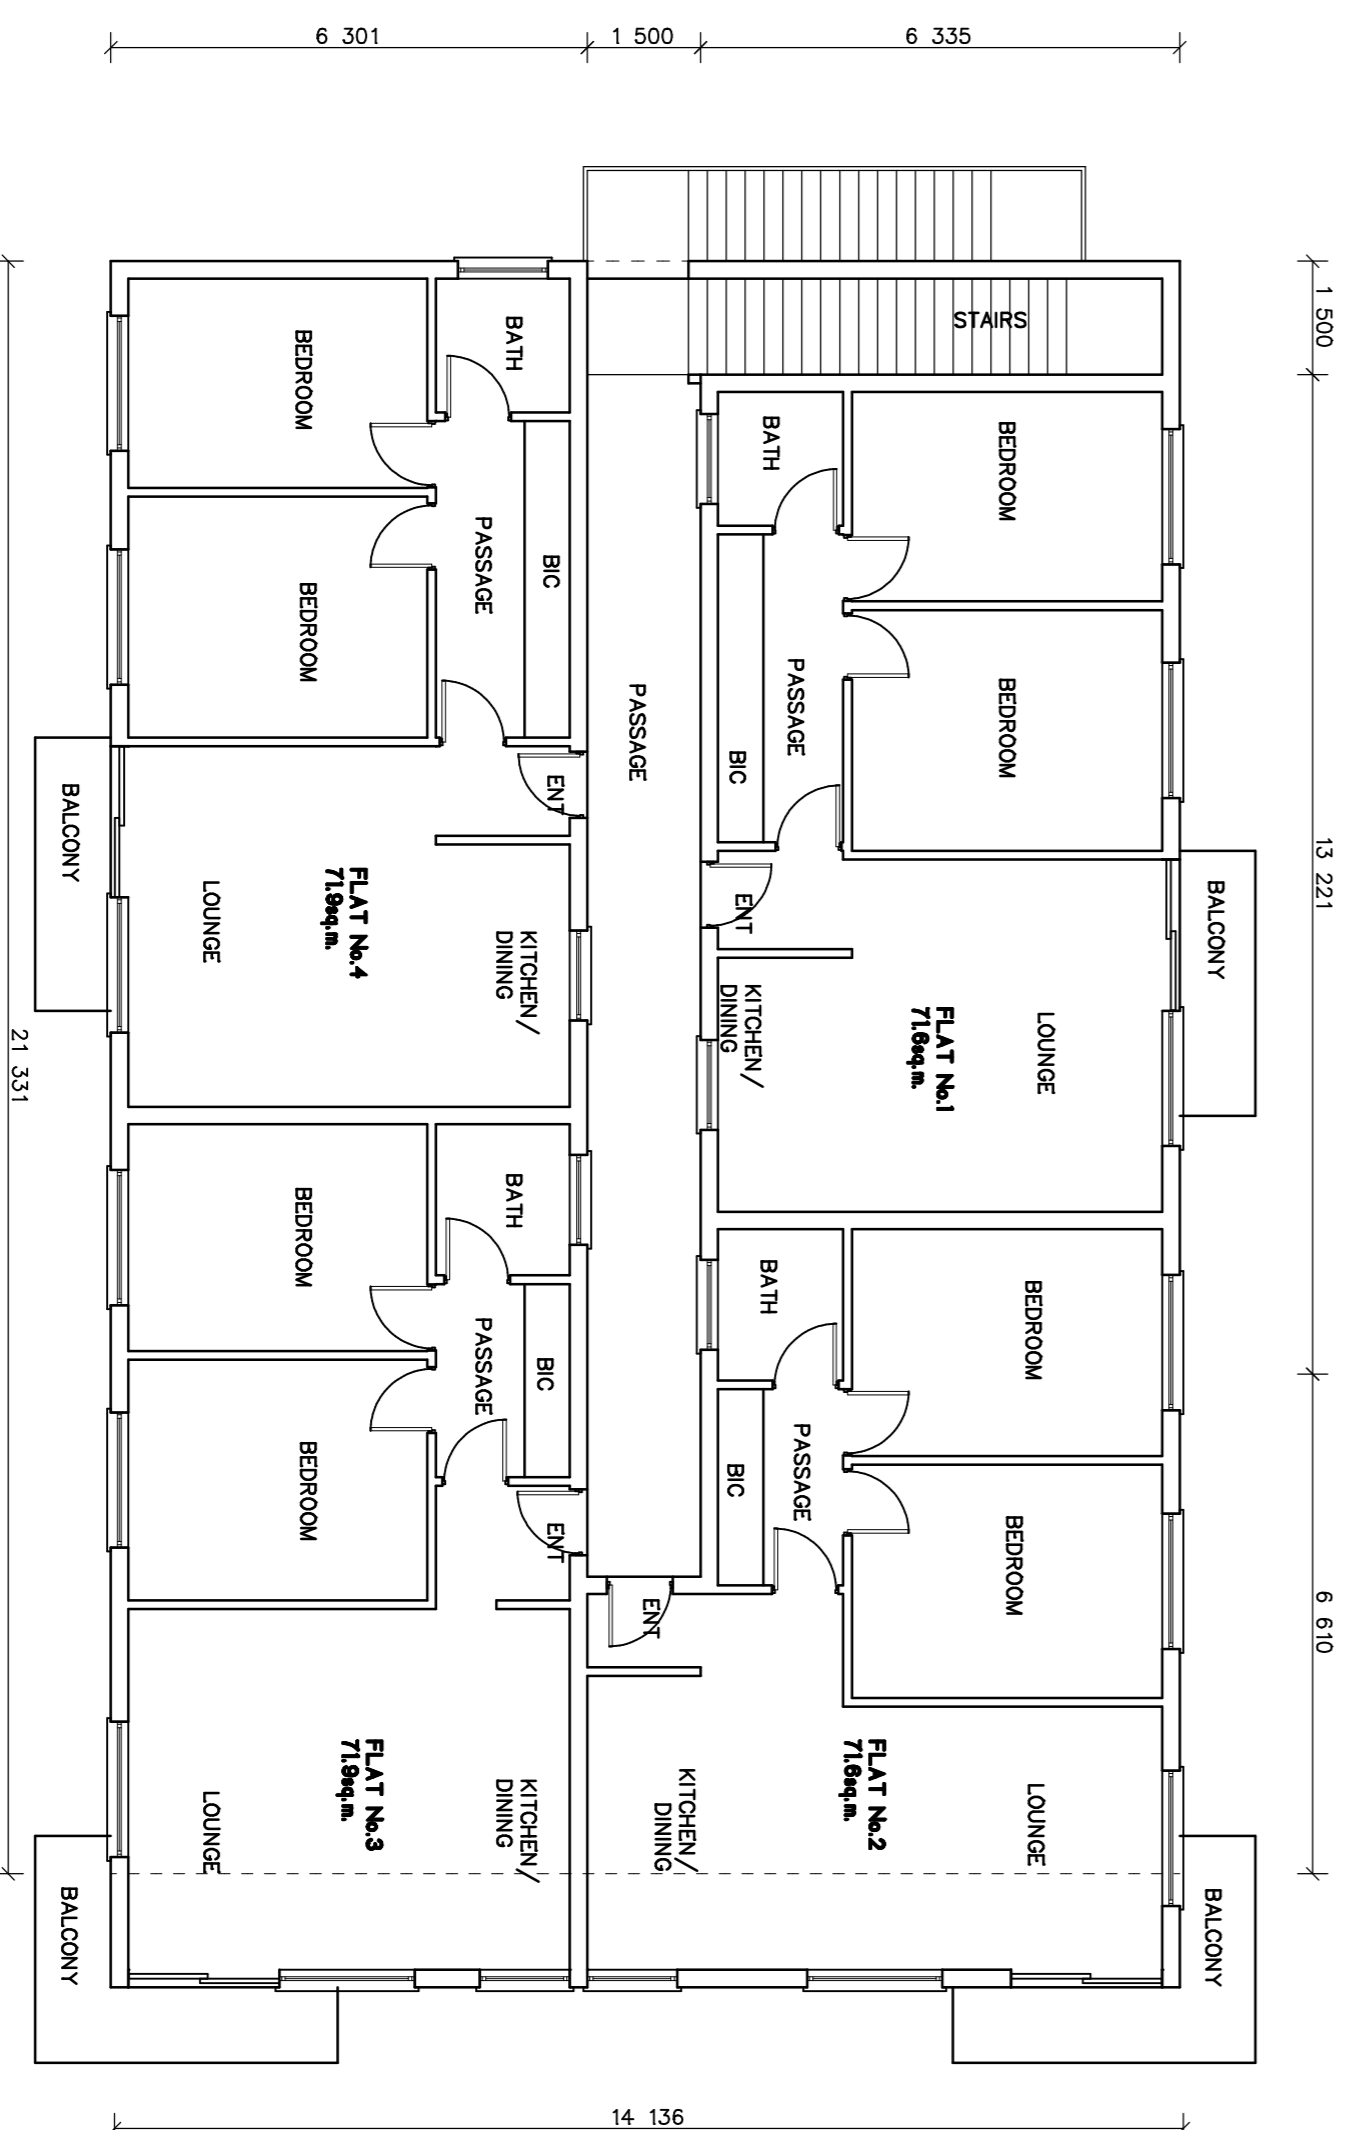 6 301
1 500
6 335
1 500
13 221
6 610
21 331
14 136
STAIRS
BEDROOM
BATH
BATH
BEDROOM
BEDROOM
PASSAGE
BIC
PASSAGE
PASSAGE
BIC
BEDROOM
BALCONY
ENT
ENT
BALCONY
LOUNGE
FLAT No.4
71.9sq.m.
KITCHEN/
DINING
KITCHEN/
DINING
FLAT No.1
71.6sq.m.
LOUNGE
BEDROOM
BATH
BATH
BEDROOM
PASSAGE
BIC
BIC
PASSAGE
BEDROOM
ENT
ENT
BEDROOM
LOUNGE
FLAT No.3
71.9sq.m.
KITCHEN/
DINING
KITCHEN/
DINING
FLAT No.2
71.6sq.m.
LOUNGE
BALCONY
BALCONY